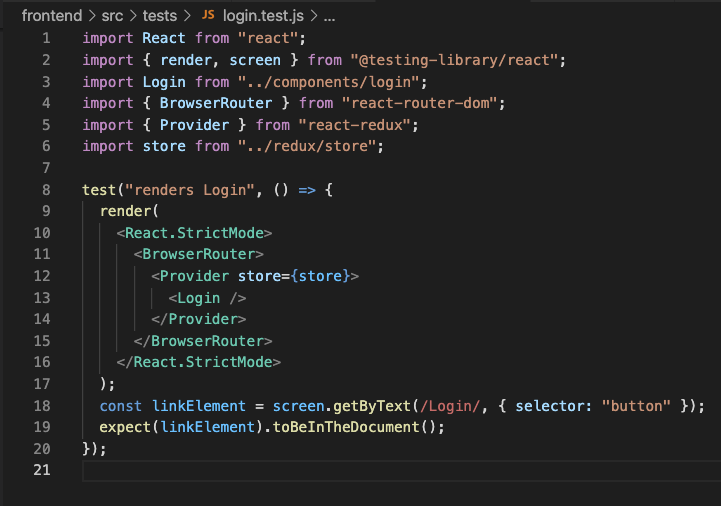 frontend > src > tests > JS login.test.js > ...
1 import React from "react";
2 import { render, screen } from "@testing-library/react";
3 import Login from "../components/login";
4 import { BrowserRouter } from "react-router-dom";
5 import { Provider } from "react-redux";
6 import store from "../redux/store";
7
8 test("renders Login", () => {
9   render(
10     <React.StrictMode>
11       <BrowserRouter>
12         <Provider store={store}>
13           <Login />
14         </Provider>
15       </BrowserRouter>
16     </React.StrictMode>
17   );
18   const linkElement = screen.getByText(/Login/, { selector: "button" });
19   expect(linkElement).toBeInTheDocument();
20 });
21